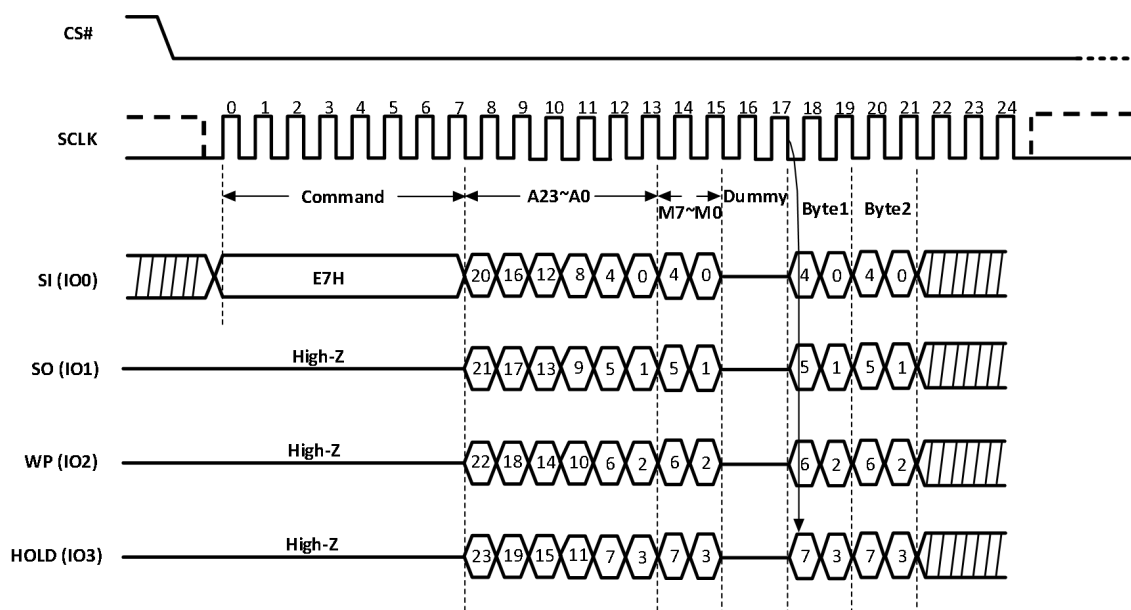 CS#
0 1 2 3 4 5 6 7 8 9 10 11 12 13 14 15 16 17 18 19 20 21 22 23 24
SCLK
Command A23~A0 M7~M0 Dummy Byte1 Byte2
SI (IO0) E7H 20 16 12 8 4 0 4 0 4 0 4 0
High-Z
SO (IO1) 21 17 13 9 5 1 5 1 5 1 5 1
High-Z
WP (IO2) 22 18 14 10 6 2 6 2 6 2 6 2
High-Z
HOLD (IO3) 23 19 15 11 7 3 7 3 7 3 7 3